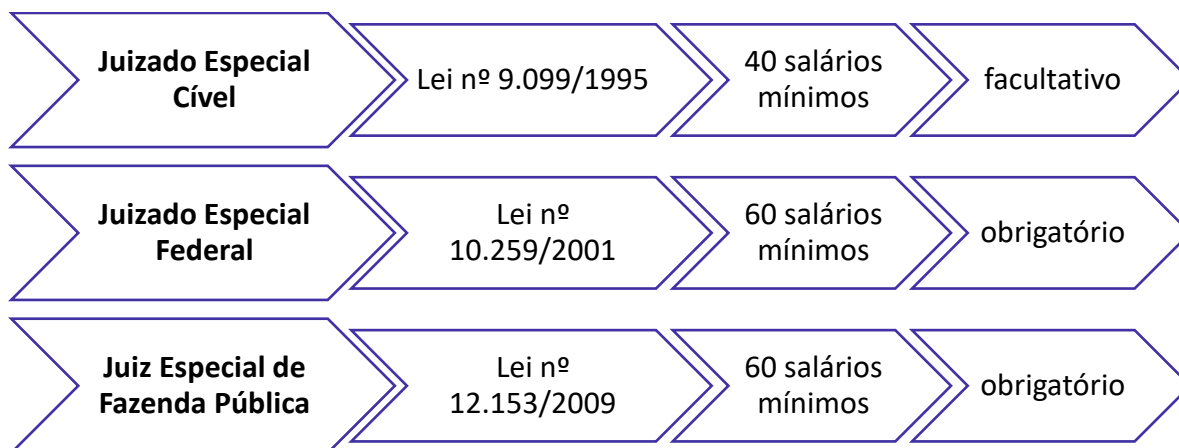 Juizado Especial
Cível
Lei nº 9.099/1995
40 salários
mínimos
facultativo
Juizado Especial
Federal
Lei nº
10.259/2001
60 salários
mínimos
obrigatório
Juiz Especial de
Fazenda Pública
Lei nº
12.153/2009
60 salários
mínimos
obrigatório